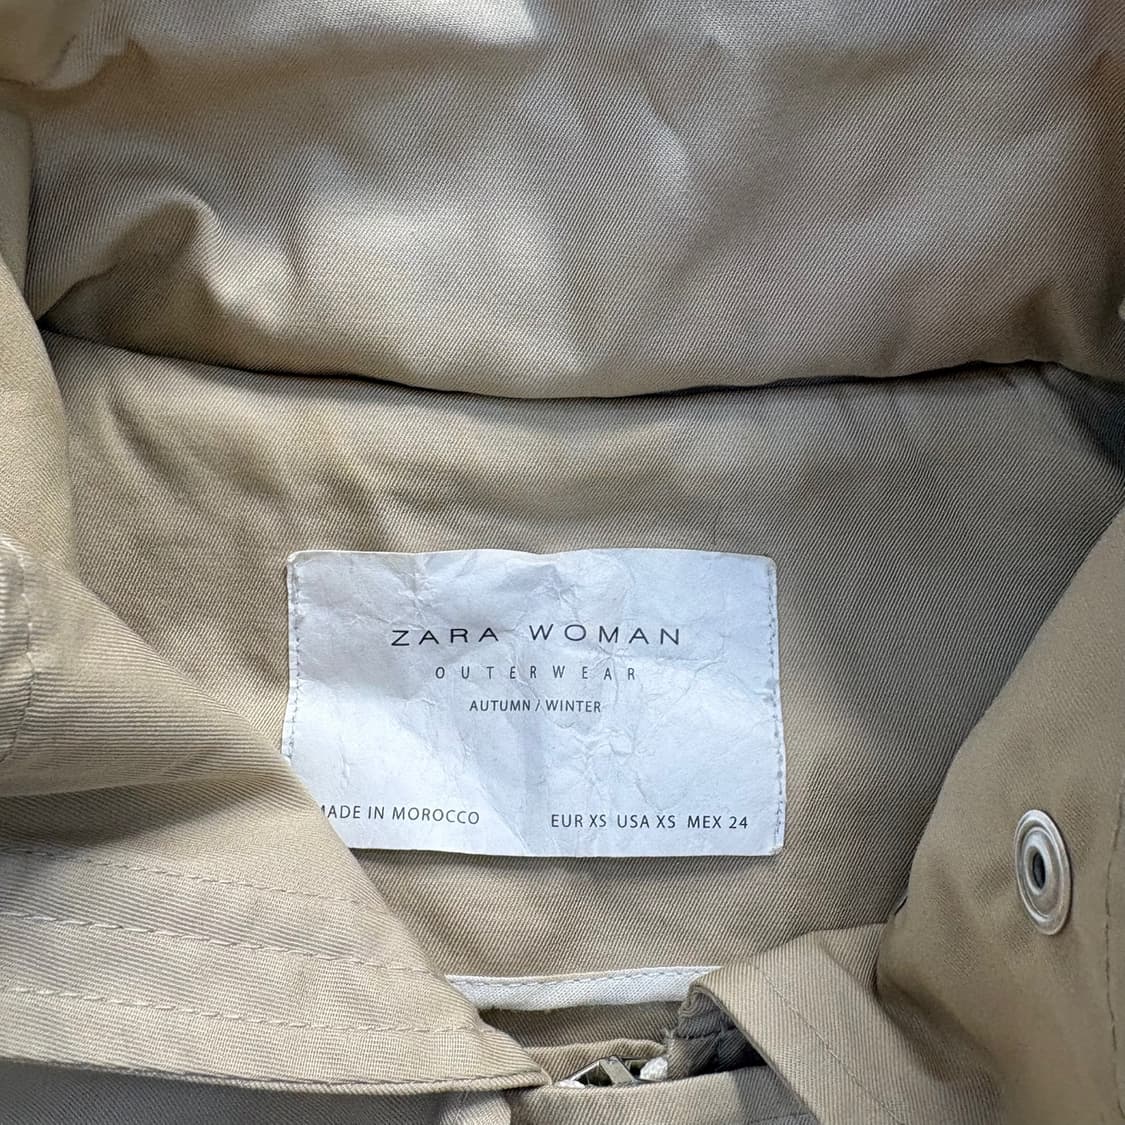 ZARA WOMAN
OUTERWEAR
AUTUMN / WINTER
MADE IN MOROCCO
EUR XS USA XS MEX 24